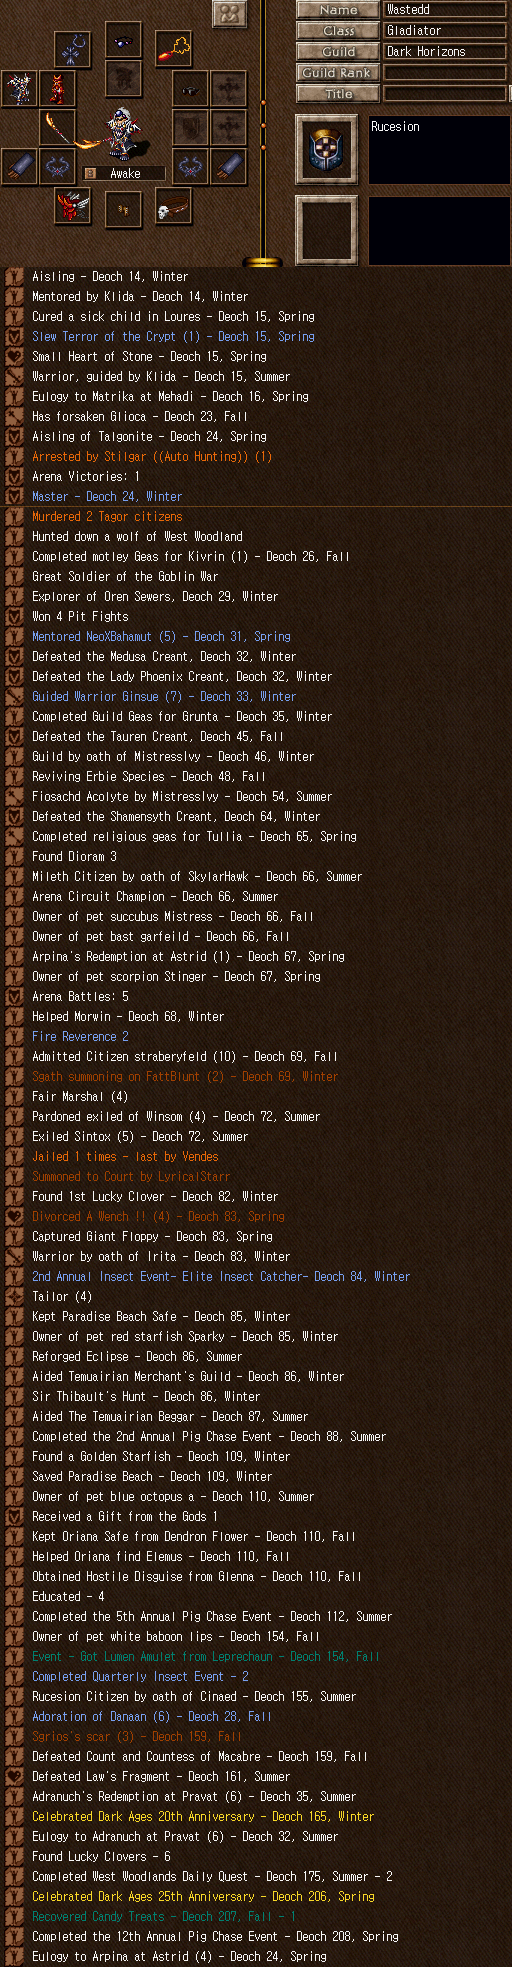 Name
Wastedd
Class
Gladiator
Guild
Dark Horizons
Guild Rank
Title
Rucesion
Awake
Aisling - Deoch 14, Winter
Mentored by Klida - Deoch 14, Winter
Cured a sick child in Loures - Deoch 15, Spring
Slew Terror of the Crypt (1) - Deoch 15, Spring
Small Heart of Stone - Deoch 15, Spring
Warrior, guided by Klida - Deoch 15, Summer
Eulogy to Matrika at Mehadi - Deoch 16, Spring
Has forsaken Glioca - Deoch 23, Fall
Aisling of Talgonite - Deoch 24, Spring
Arrested by Stilgar ((Auto Hunting)) (1)
Arena Victories: 1
Master - Deoch 24, Winter
Murdered 2 Tagor citizens
Hunted down a wolf of West Woodland
Completed motley Geas for Kivrin (1) - Deoch 26, Fall
Great Soldier of the Goblin War
Explorer of Oren Sewers, Deoch 29, Winter
Won 4 Pit Fights
Mentored NeoXBahamut (5) - Deoch 31, Spring
Defeated the Medusa Creant, Deoch 32, Winter
Defeated the Lady Phoenix Creant, Deoch 32, Winter
Guided Warrior Ginsue (7) - Deoch 33, Winter
Completed Guild Geas for Grunta - Deoch 35, Winter
Defeated the Tauren Creant, Deoch 45, Fall
Guild by oath of MistressIvy - Deoch 46, Winter
Reviving Erbie Species - Deoch 48, Fall
Fiosachd Acolyte by MistressIvy - Deoch 54, Summer
Defeated the Shamensyth Creant, Deoch 64, Winter
Completed religious geas for Tullia - Deoch 65, Spring
Found Dioram 3
Mileth Citizen by oath of SkylarHawk - Deoch 66, Summer
Arena Circuit Champion - Deoch 66, Summer
Owner of pet succubus Mistress - Deoch 66, Fall
Owner of pet bast garfeild - Deoch 66, Fall
Arpina's Redemption at Astrid (1) - Deoch 67, Spring
Owner of pet scorpion Stinger - Deoch 67, Spring
Arena Battles: 5
Helped Morwin - Deoch 68, Winter
Fire Reverence 2
Admitted Citizen straberyfeld (10) - Deoch 69, Fall
Sgath summoning on FattBlunt (2) - Deoch 69, Winter
Fair Marshal (4)
Pardoned exiled of Winsom (4) - Deoch 72, Summer
Exiled Sintox (5) - Deoch 72, Summer
Jailed 1 times - last by Vendes
Summoned to Court by LyricalStarr
Found 1st Lucky Clover - Deoch 82, Winter
Divorced A Wench !! (4) - Deoch 83, Spring
Captured Giant Floppy - Deoch 83, Spring
Warrior by oath of Irita - Deoch 83, Winter
2nd Annual Insect Event- Elite Insect Catcher- Deoch 84, Winter
Tailor (4)
Kept Paradise Beach Safe - Deoch 85, Winter
Owner of pet red starfish Sparky - Deoch 85, Winter
Reforged Eclipse - Deoch 86, Summer
Aided Temuairian Merchant's Guild - Deoch 86, Winter
Sir Thibault's Hunt - Deoch 86, Winter
Aided The Temuairian Beggar - Deoch 87, Summer
Completed the 2nd Annual Pig Chase Event - Deoch 88, Summer
Found a Golden Starfish - Deoch 109, Winter
Saved Paradise Beach - Deoch 109, Winter
Owner of pet blue octopus a - Deoch 110, Summer
Received a Gift from the Gods 1
Kept Oriana Safe from Dendron Flower - Deoch 110, Fall
Helped Oriana find Elemus - Deoch 110, Fall
Obtained Hostile Disguise from Glenna - Deoch 110, Fall
Educated - 4
Completed the 5th Annual Pig Chase Event - Deoch 112, Summer
Owner of pet white baboon lips - Deoch 154, Fall
Event - Got Lumen Amulet from Leprechaun - Deoch 154, Fall
Completed Quarterly Insect Event - 2
Rucesion Citizen by oath of Cinaed - Deoch 155, Summer
Adoration of Danaan (6) - Deoch 28, Fall
Sgrios's scar (3) - Deoch 159, Fall
Defeated Count and Countess of Macabre - Deoch 159, Fall
Defeated Law's Fragment - Deoch 161, Summer
Adranuch's Redemption at Pravat (6) - Deoch 35, Summer
Celebrated Dark Ages 20th Anniversary - Deoch 165, Winter
Eulogy to Adranuch at Pravat (6) - Deoch 32, Summer
Found Lucky Clovers - 6
Completed West Woodlands Daily Quest - Deoch 175, Summer - 2
Celebrated Dark Ages 25th Anniversary - Deoch 206, Spring
Recovered Candy Treats - Deoch 207, Fall - 1
Completed the 12th Annual Pig Chase Event - Deoch 208, Spring
Eulogy to Arpina at Astrid (4) - Deoch 24, Spring